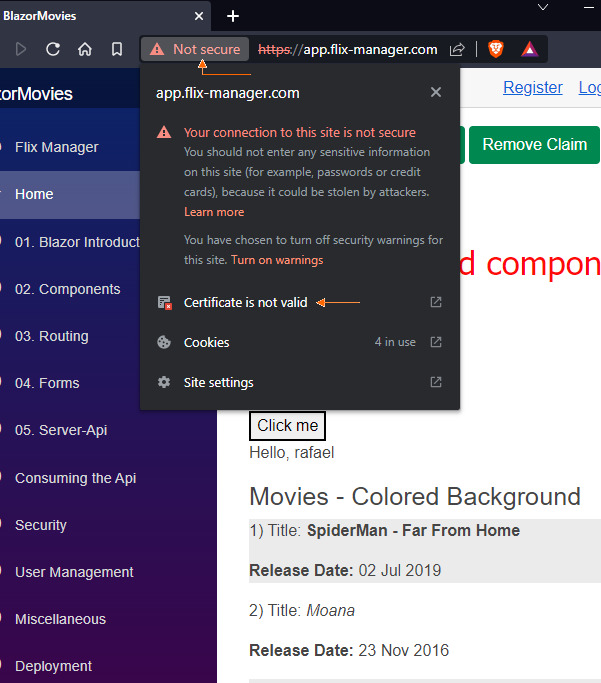 BlazorMovies
Not secure
https://app.flix-manager.com
zorMovies
app.flix-manager.com
Register
Log
Your connection to this site is not secure
You should not enter any sensitive information
on this site (for example, passwords or credit
cards), because it could be stolen by attackers.
Learn more
Remove Claim
Flix Manager
Home
You have chosen to turn off security warnings for
this site. Turn on warnings
01. Blazor Introduct
d compon
02. Components
Certificate is not valid
03. Routing
Cookies
4 in use
04. Forms
Site settings
05. Server-Api
Click me
Hello, rafael
Consuming the Api
Movies - Colored Background
Security
1) Title: SpiderMan - Far From Home
User Management
Release Date: 02 Jul 2019
Miscellaneous
2) Title: Moana
Deployment
Release Date: 23 Nov 2016